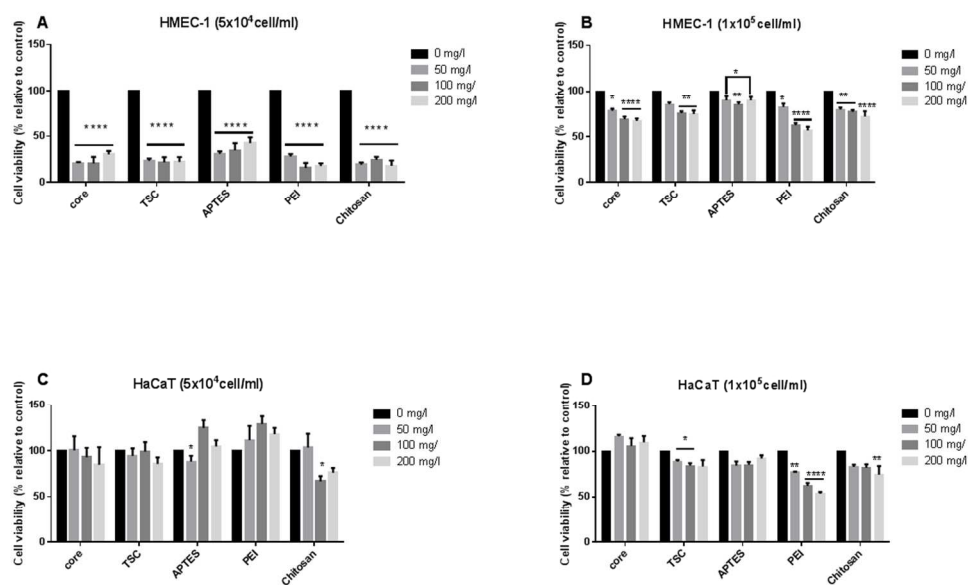 A
HMEC-1 (5x10⁴cell/ml)
Cell viability (% relative to control)
150
100
50
0
****
****
****
****
****
core
TSC
APTES
PEI
Chitosan
0 mg/l
50 mg/l
100 mg/
200 mg/l
B
HMEC-1 (1x10⁵cell/ml)
Cell viability (% relative to control)
150
100
50
0
*
****
**
*
**
*
****
**
****
core
TSC
APTES
PEI
Chitosan
0 mg/l
50 mg/l
100 mg/
200 mg/l
C
HaCaT (5x10⁴cell/ml)
Cell viability (% relative to control)
150
100
50
0
*
*
core
TSC
APTES
PEI
Chitosan
0 mg/l
50 mg/l
100 mg/
200 mg/l
D
HaCaT (1x10⁵cell/ml)
Cell viability (% relative to control)
150
100
50
0
*
**
****
**
core
TSC
APTES
PEI
Chitosan
0 mg/l
50 mg/l
100 mg/
200 mg/l